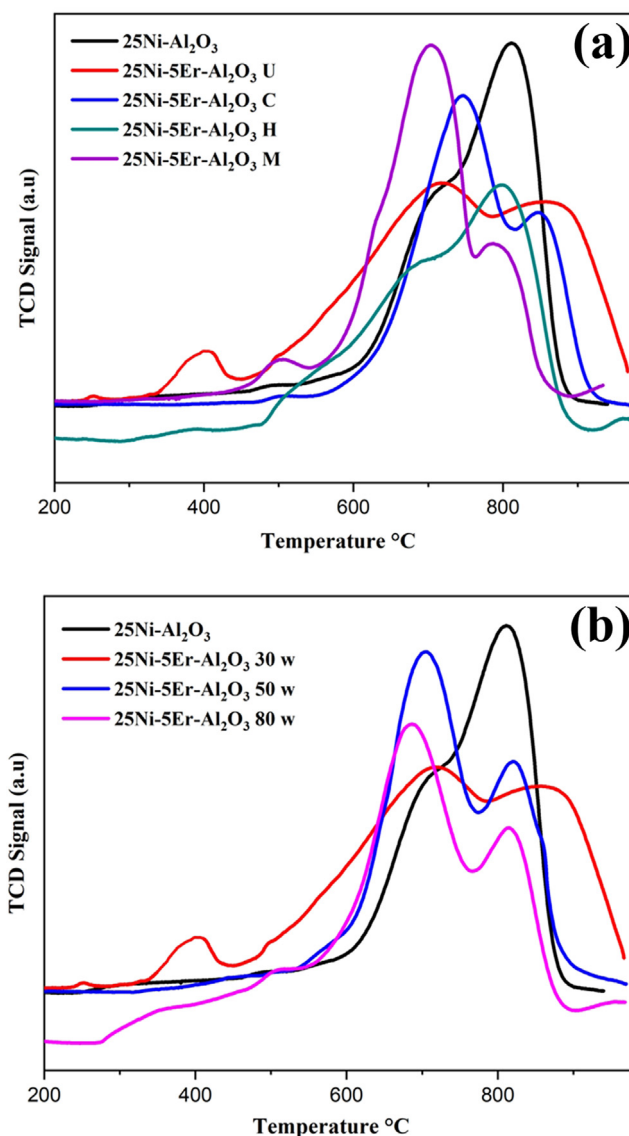 (a)
25Ni-Al₂O₃
25Ni-5Er-Al₂O₃ U
25Ni-5Er-Al₂O₃ C
25Ni-5Er-Al₂O₃ H
25Ni-5Er-Al₂O₃ M
TCD Signal (a.u)
200 400 600 800
Temperature °C
(b)
25Ni-Al₂O₃
25Ni-5Er-Al₂O₃ 30 w
25Ni-5Er-Al₂O₃ 50 w
25Ni-5Er-Al₂O₃ 80 w
TCD Signal (a.u)
200 400 600 800
Temperature °C